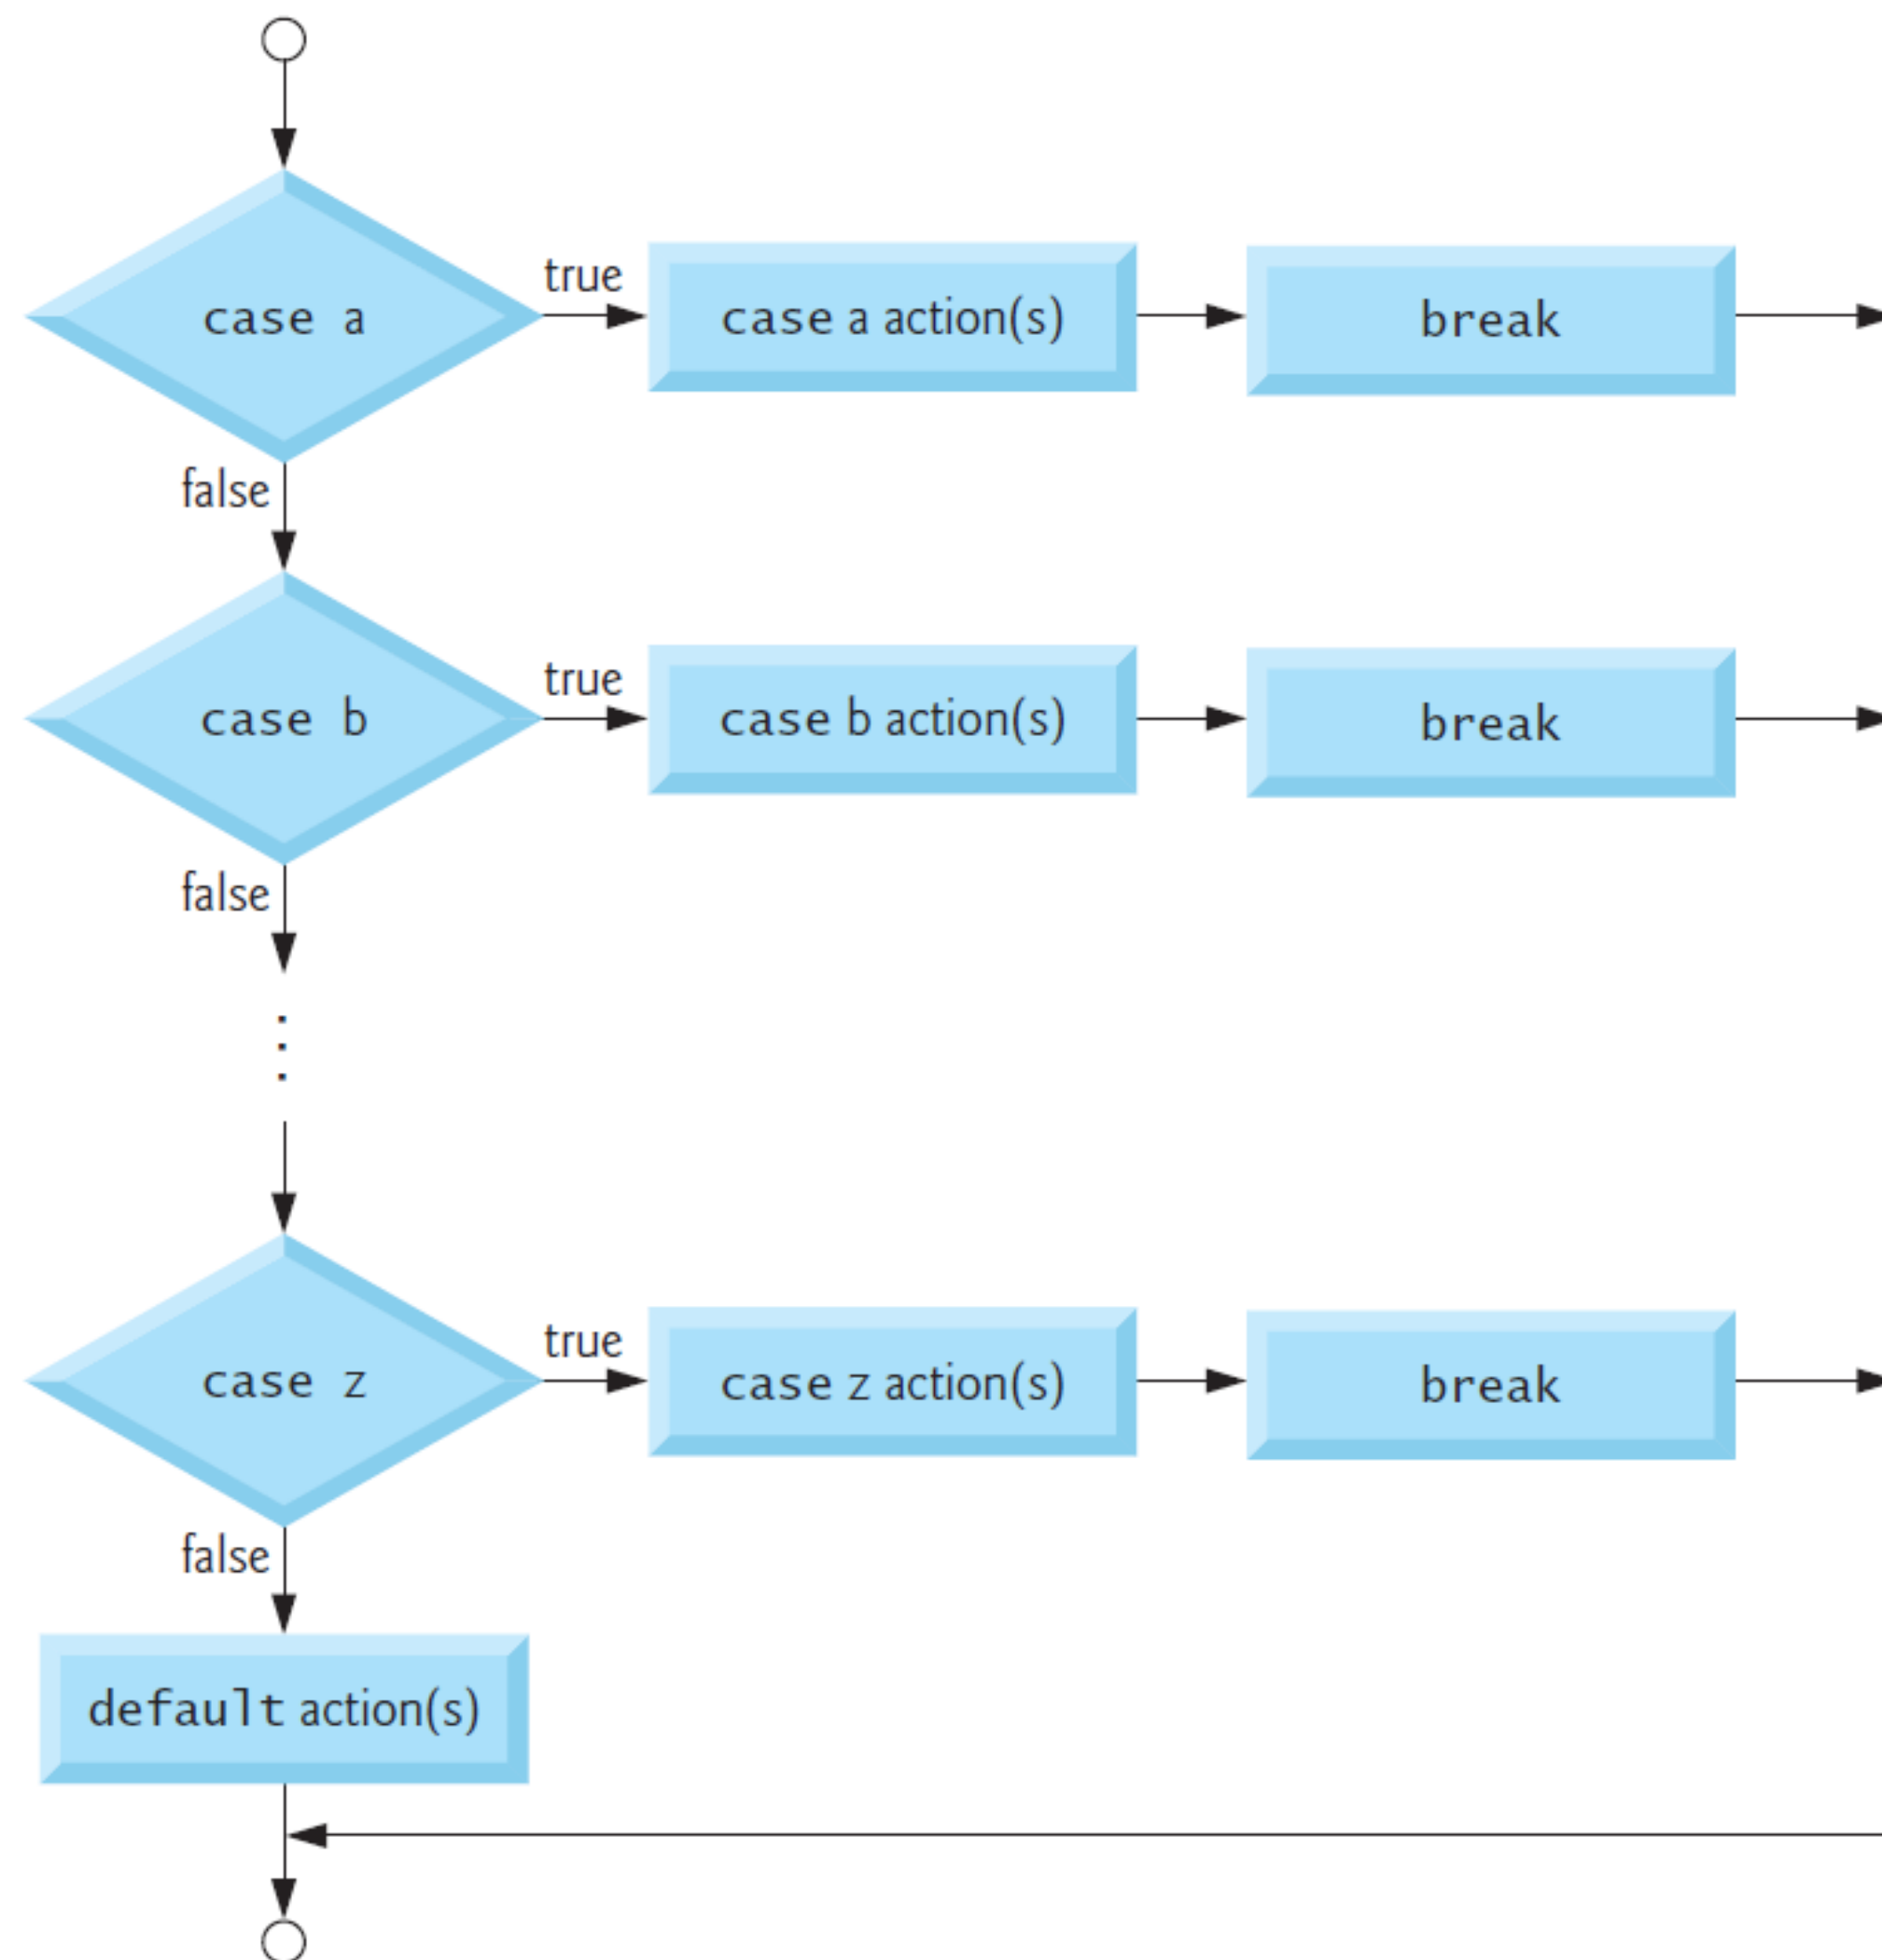 true
case a
case a action(s)
break
false
true
case b
case b action(s)
break
false
true
case z
case z action(s)
break
false
default action(s)